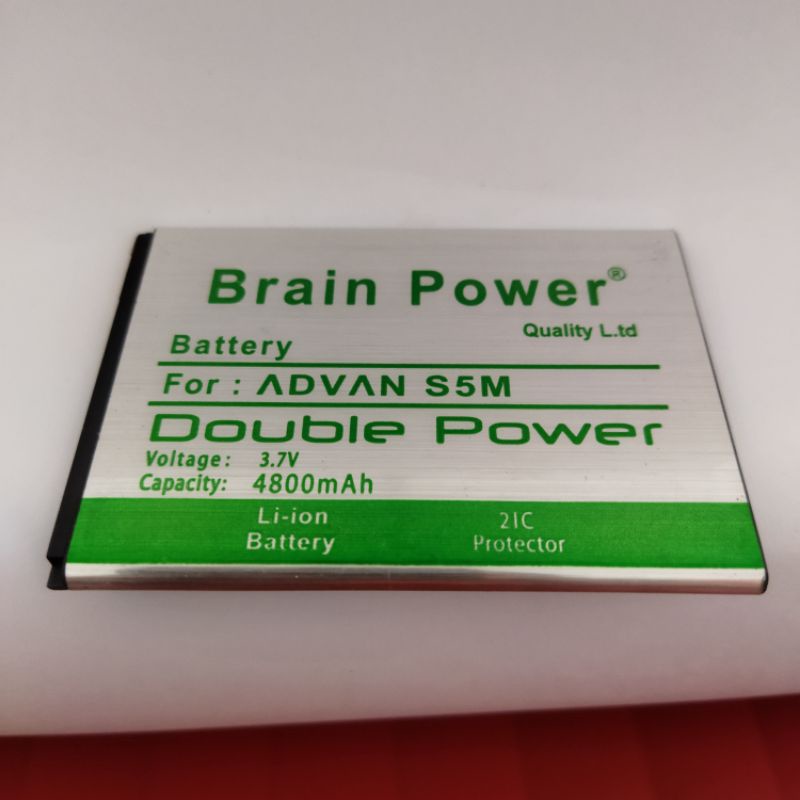 Brain Power®
Quality L.td
Battery
For : ADVAN S5M
Double Power
Voltage: 3.7V
Capacity: 4800mAh
Li-ion Battery
2IC Protector